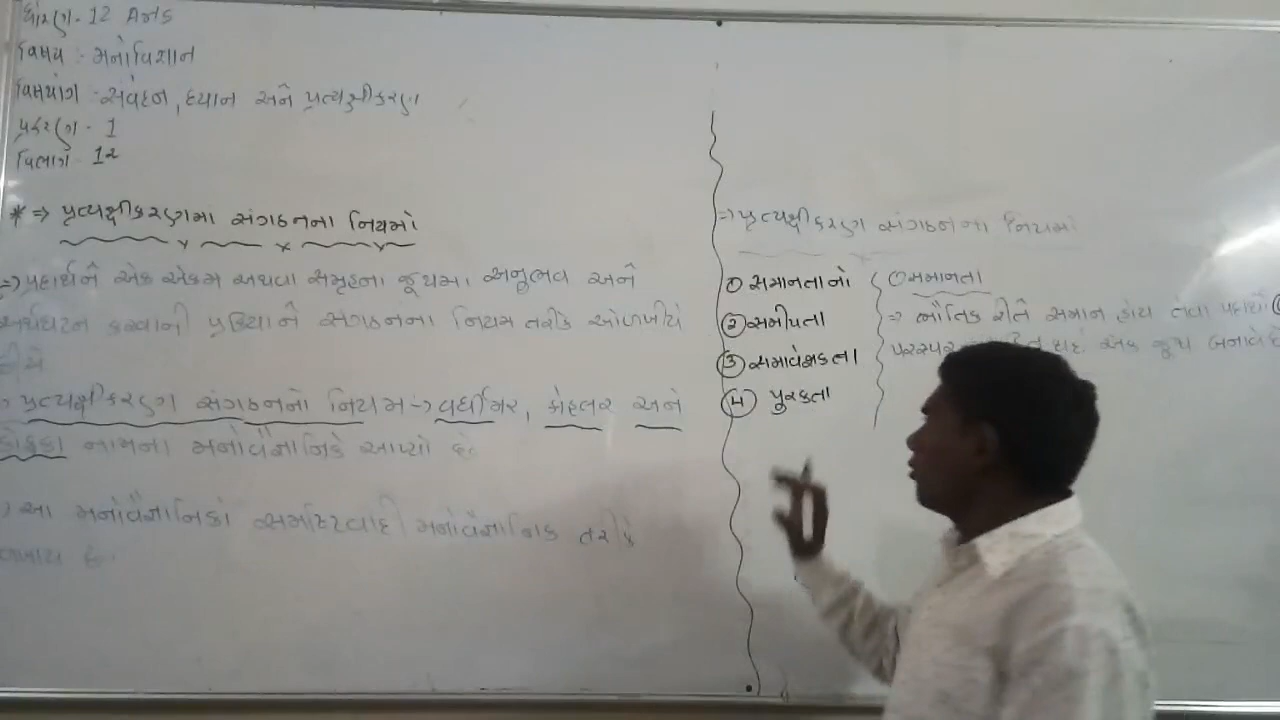 ધોરણ - 12 Arts
વિષય : મનોવિજ્ઞાન
વિષયાંગ - સંવેદન, ધ્યાન અને પ્રત્યક્ષીકરણ
પ્રકરણ - 1
વિભાગ - 12
* ⇒ પ્રત્યક્ષીકરણમા સંગઠનના નિયમો
⇒ પદાર્થને એક એકમ અથવા સમૂહના જૂથમા અનુભવ અને
અર્થઘટન કરવાની પ્રક્રિયાને સંગઠનના નિયમ તરીકે ઓળખીયે
છીએ
પ્રત્યક્ષીકરણ સંગઠનનો નિયમ → વર્ધીમર, કોહલર અને
કોફકા નામના મનોવૈજ્ઞાનિકે આપ્યો છે.
આ મનોવૈજ્ઞાનિકો સમષ્ટિવાદી મનોવૈજ્ઞાનિક તરીકે
છે.
⇒ પ્રત્યક્ષીકરણ સંગઠનના નિયમો
① સમાનતાનો
② સમીપતા
③ સમાવેશકતા
④ પુરકતા
① સમાનતા
⇒ ભૌતિક રીતે સમાન હોય તેવા પદાર્થો
પરસ્પર થઈ એક જૂથ બનાવે છે